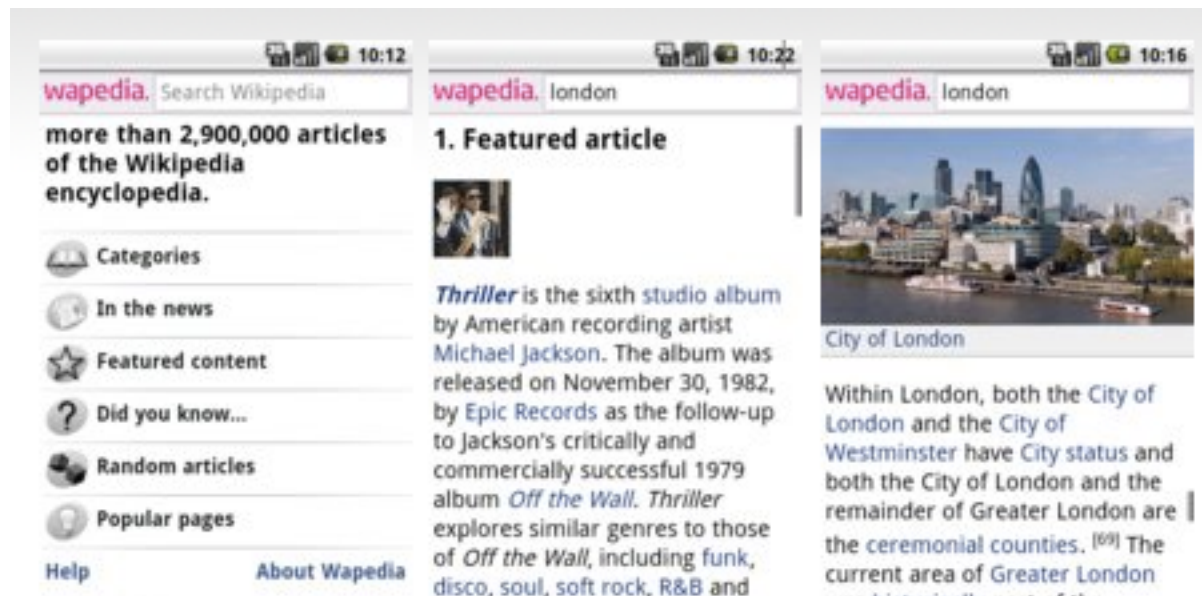 10:12
wapedia. Search Wikipedia
more than 2,900,000 articles
of the Wikipedia
encyclopedia.
Categories
In the news
Featured content
Did you know...
Random articles
Popular pages
Help About Wapedia
10:22
wapedia. london
1. Featured article
Thriller is the sixth studio album
by American recording artist
Michael Jackson. The album was
released on November 30, 1982,
by Epic Records as the follow-up
to Jackson's critically and
commercially successful 1979
album Off the Wall. Thriller
explores similar genres to those
of Off the Wall, including funk,
disco, soul, soft rock, R&B and
10:16
wapedia. london
City of London
Within London, both the City of
London and the City of
Westminster have City status and
both the City of London and the
remainder of Greater London are
the ceremonial counties. [69] The
current area of Greater London